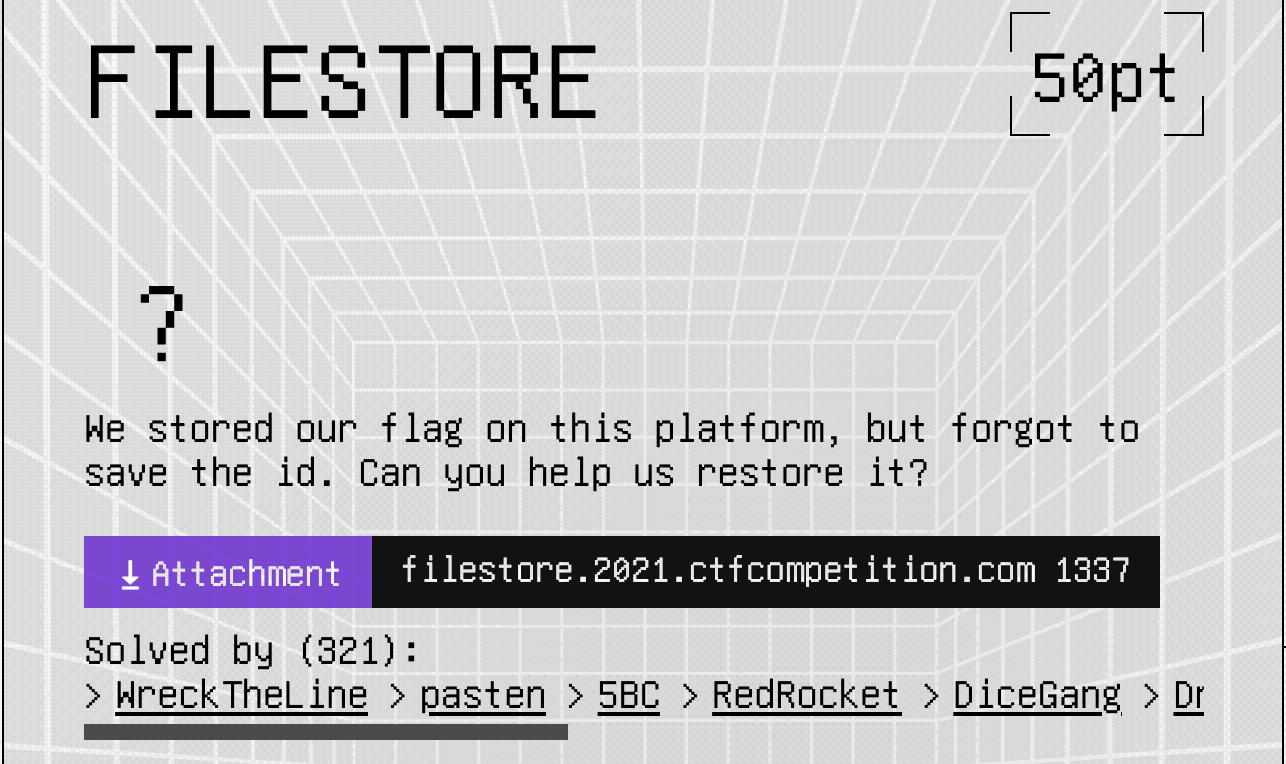 FILESTORE
50pt
?
We stored our flag on this platform, but forgot to
save the id. Can you help us restore it?
Attachment
filestore.2021.ctfcompetition.com 1337
Solved by (321):
> WreckTheLine > pasten > 5BC > RedRocket > DiceGang > Dr